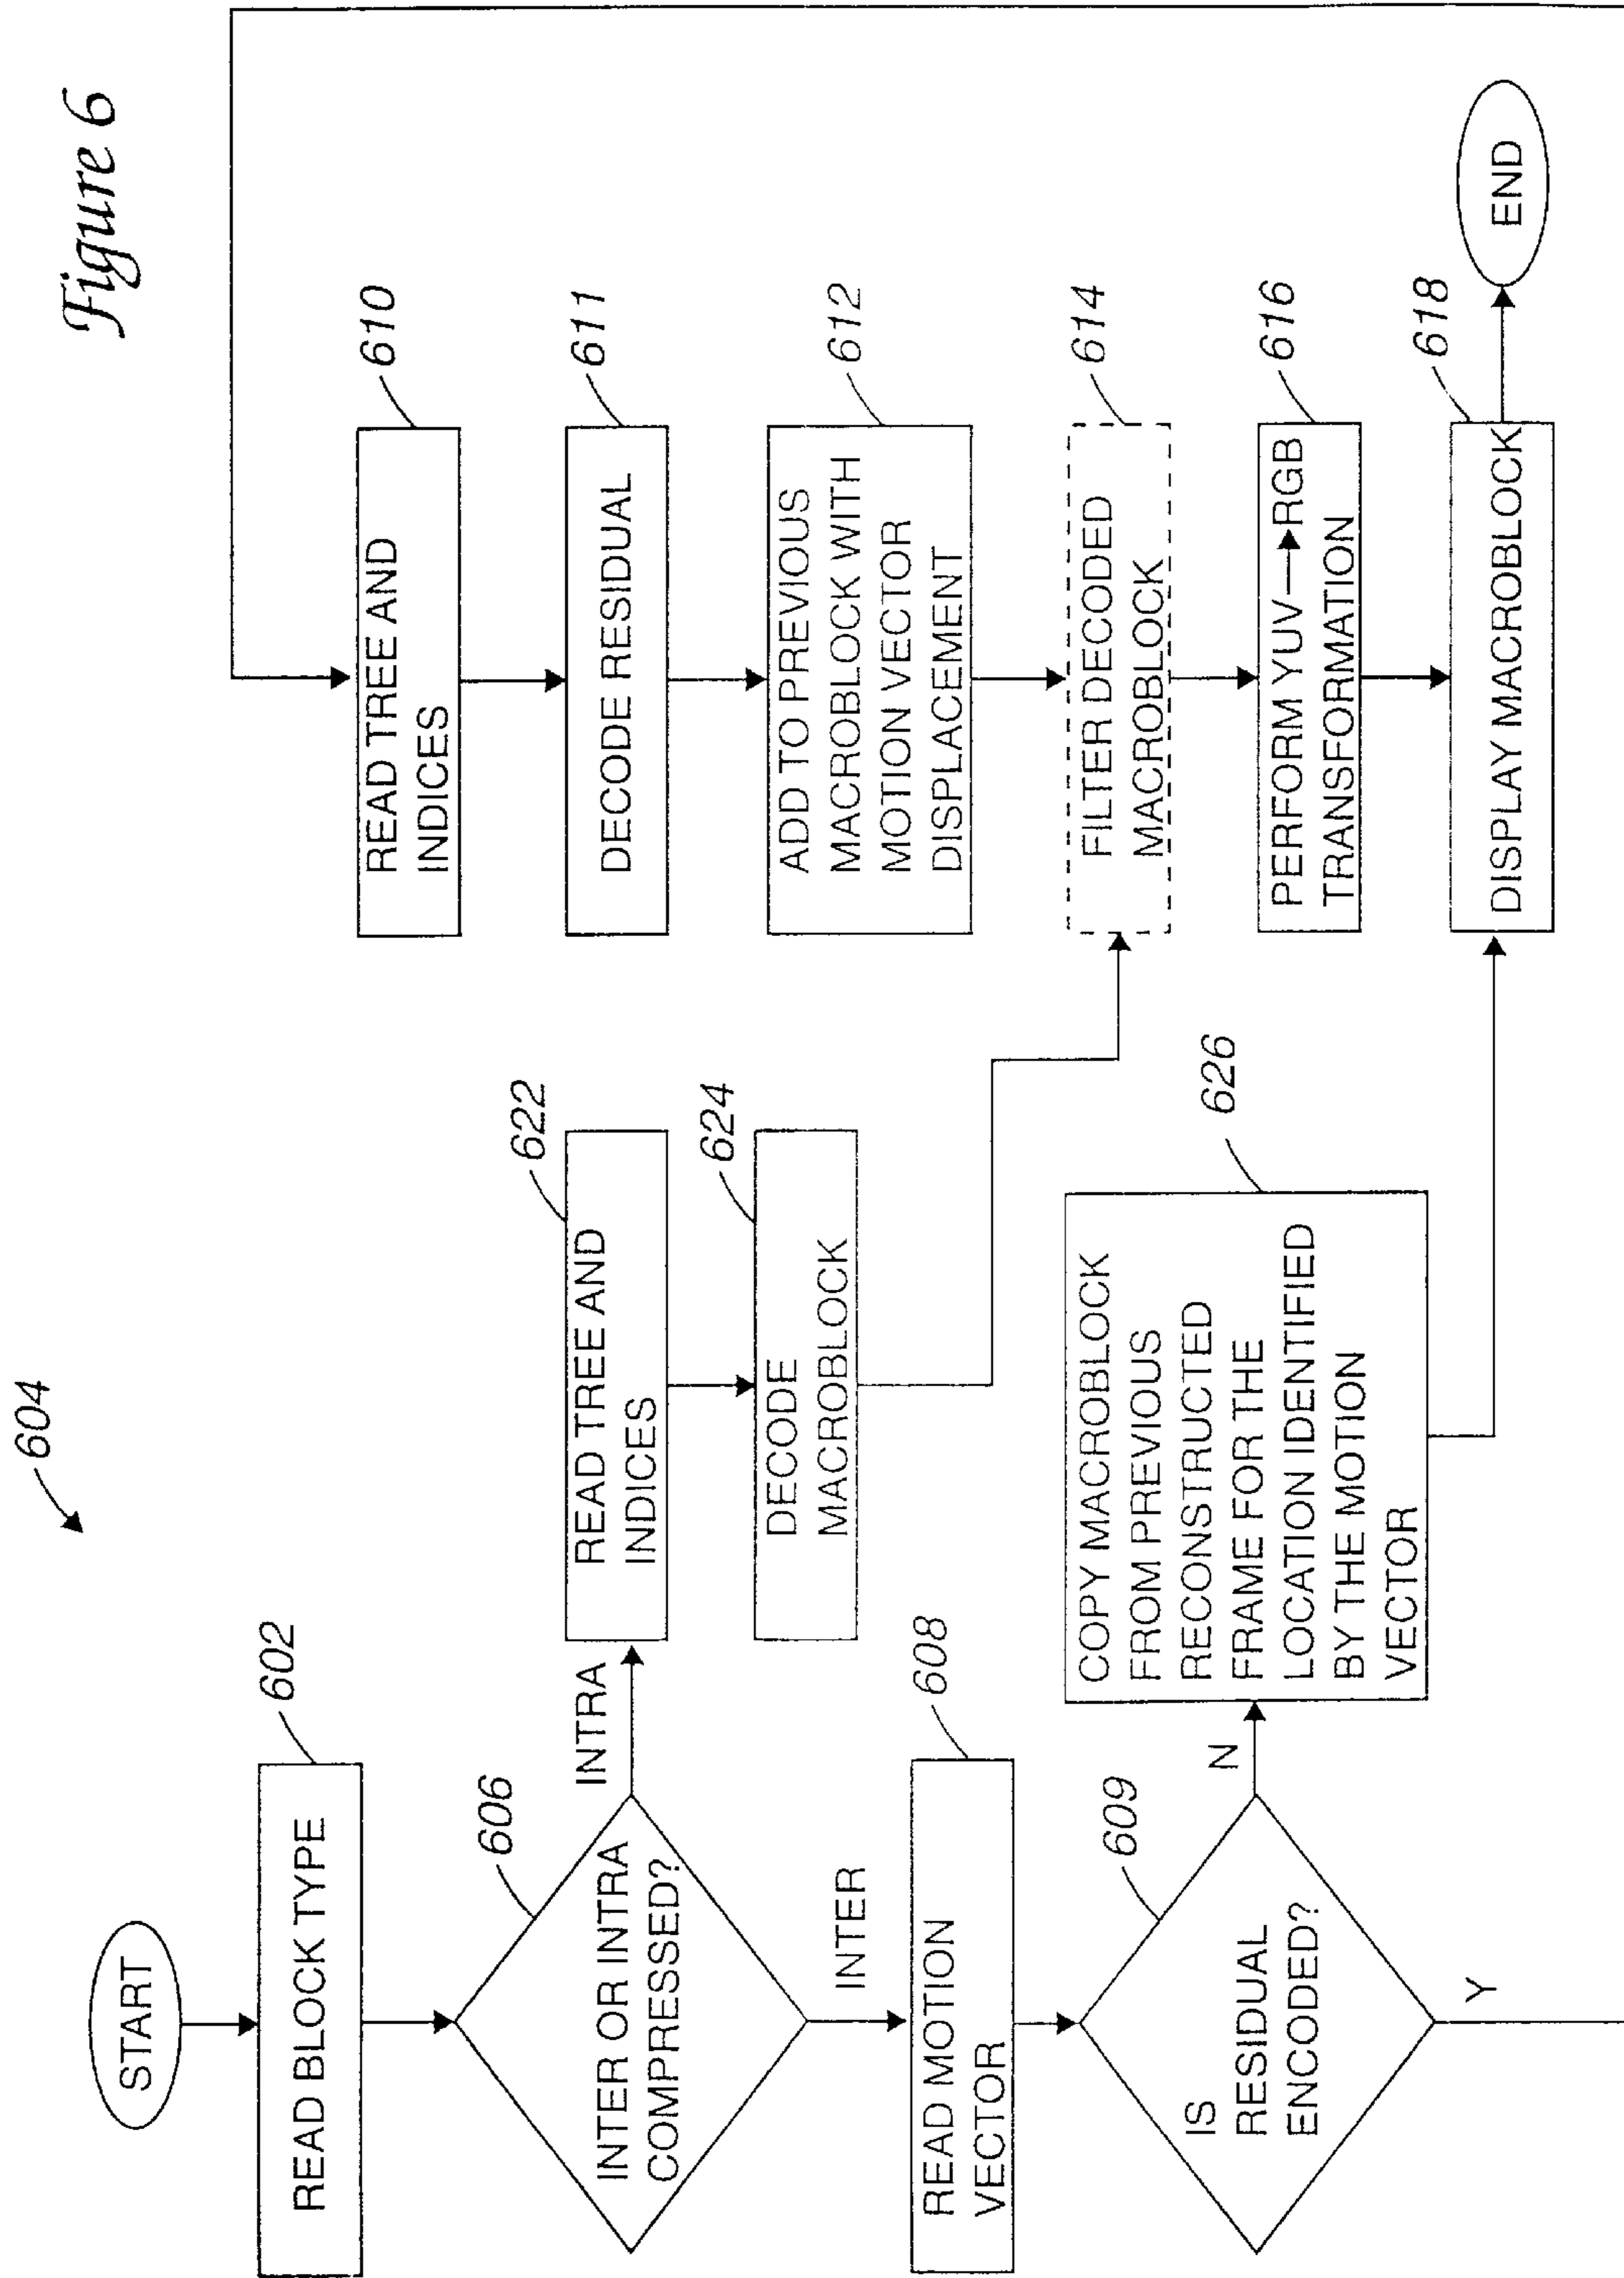 Figure 6
604
START
READ BLOCK TYPE
602
INTER OR INTRA
COMPRESSED?
606
INTRA
INTER
READ MOTION
VECTOR
608
IS
RESIDUAL
ENCODED?
609
N
Y
READ TREE AND
INDICES
622
DECODE
MACROBLOCK
624
COPY MACROBLOCK
FROM PREVIOUS
RECONSTRUCTED
FRAME FOR THE
LOCATION IDENTIFIED
BY THE MOTION
VECTOR
626
READ TREE AND
INDICES
610
DECODE RESIDUAL
611
ADD TO PREVIOUS
MACROBLOCK WITH
MOTION VECTOR
DISPLACEMENT
612
FILTER DECODED
MACROBLOCK
614
PERFORM YUV→RGB
TRANSFORMATION
616
DISPLAY MACROBLOCK
618
END